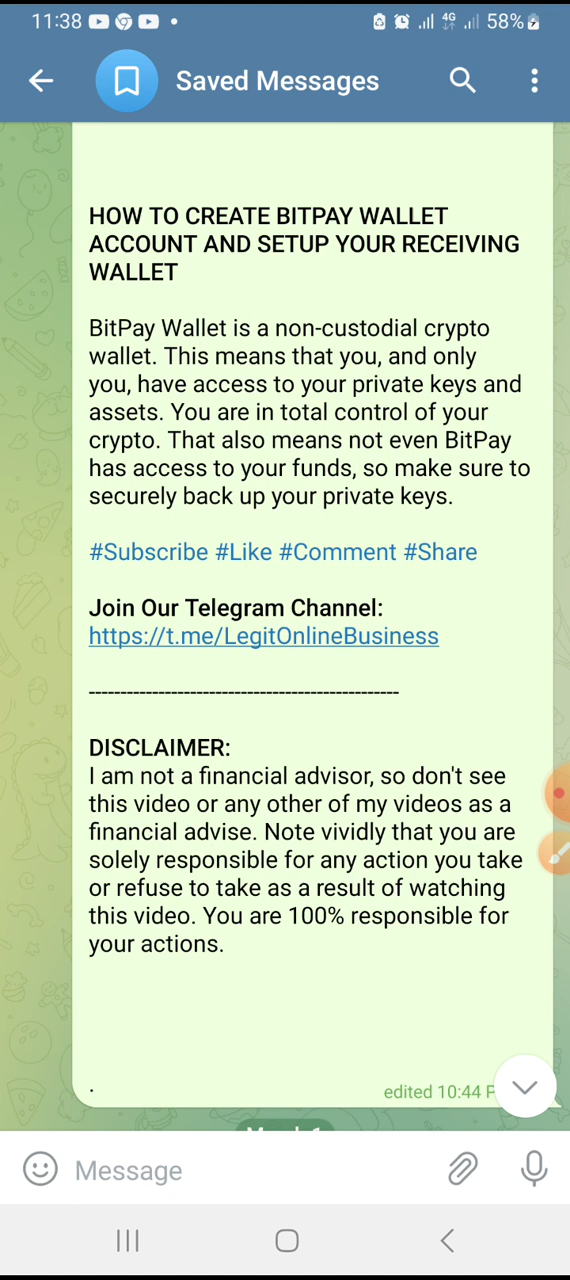 11:38
4G
58%
Saved Messages
HOW TO CREATE BITPAY WALLET
ACCOUNT AND SETUP YOUR RECEIVING
WALLET
BitPay Wallet is a non-custodial crypto
wallet. This means that you, and only
you, have access to your private keys and
assets. You are in total control of your
crypto. That also means not even BitPay
has access to your funds, so make sure to
securely back up your private keys.
#Subscribe #Like #Comment #Share
Join Our Telegram Channel:
https://t.me/LegitOnlineBusiness
-------------------------------------------------
DISCLAIMER:
I am not a financial advisor, so don't see
this video or any other of my videos as a
financial advise. Note vividly that you are
solely responsible for any action you take
or refuse to take as a result of watching
this video. You are 100% responsible for
your actions.
.
edited 10:44
Message